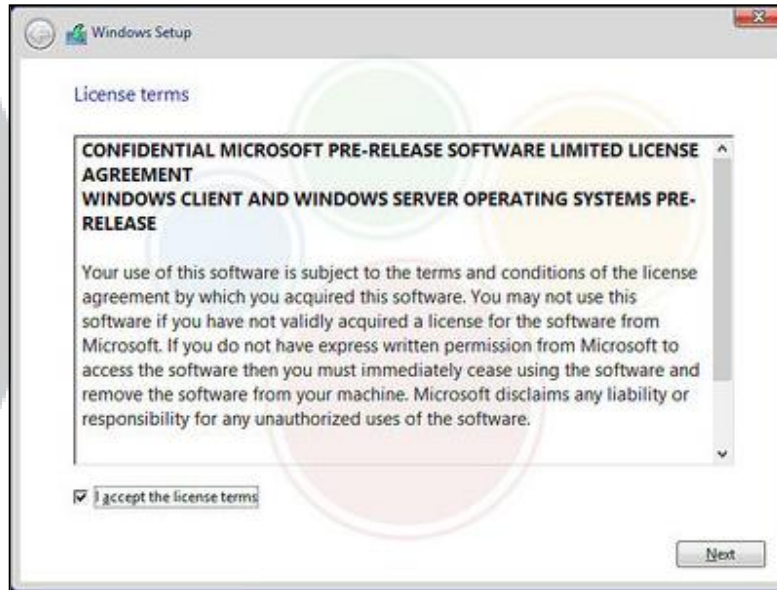 Windows Setup
License terms
CONFIDENTIAL MICROSOFT PRE-RELEASE SOFTWARE LIMITED LICENSE
AGREEMENT
WINDOWS CLIENT AND WINDOWS SERVER OPERATING SYSTEMS PRE-
RELEASE
Your use of this software is subject to the terms and conditions of the license
agreement by which you acquired this software. You may not use this
software if you have not validly acquired a license for the software from
Microsoft. If you do not have express written permission from Microsoft to
access the software then you must immediately cease using the software and
remove the software from your machine. Microsoft disclaims any liability or
responsibility for any unauthorized uses of the software.
I accept the license terms
Next